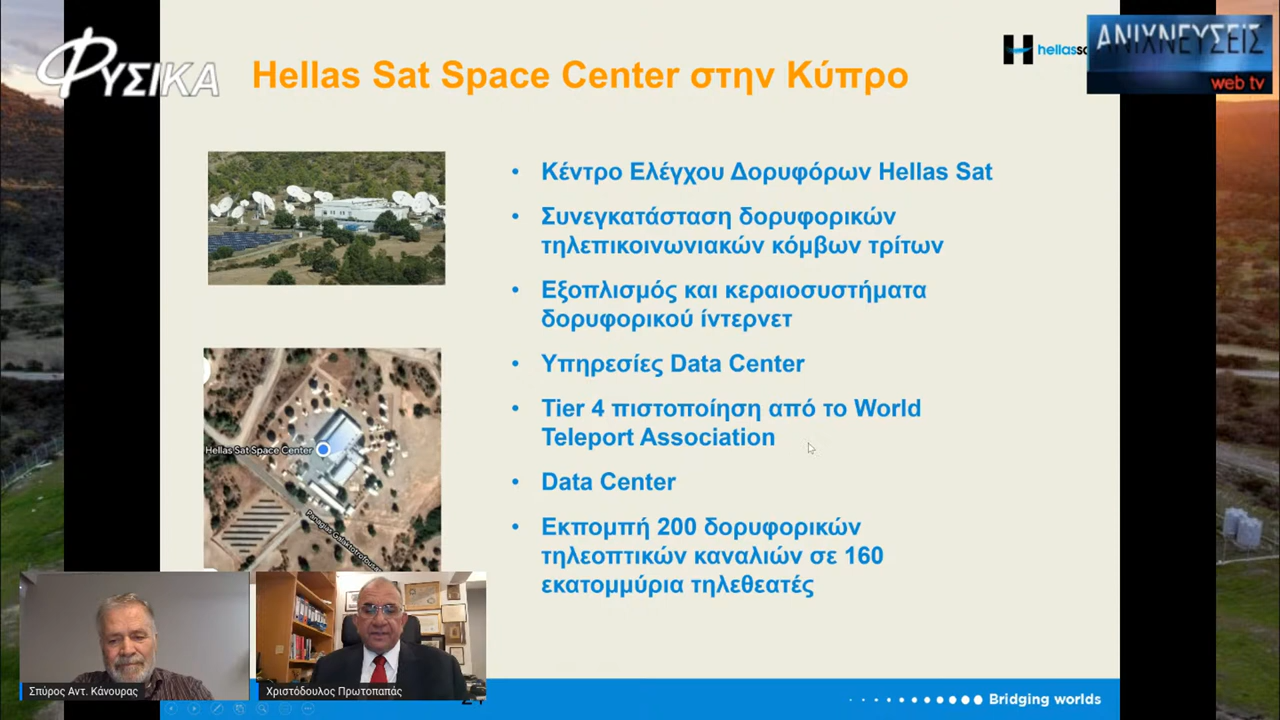 ΦΥΣΙΚΑ
Hellas Sat Space Center στην Κύπρο
hellas
ΑΝΙΧΝΕΥΣΕΙΣ
web tv
• Κέντρο Ελέγχου Δορυφόρων Hellas Sat
• Συνεγκατάσταση δορυφορικών
τηλεπικοινωνιακών κόμβων τρίτων
• Εξοπλισμός και κεραιοσυστήματα
δορυφορικού ίντερνετ
• Υπηρεσίες Data Center
• Tier 4 πιστοποίηση από το World
Teleport Association
• Data Center
• Εκπομπή 200 δορυφορικών
τηλεοπτικών καναλιών σε 160
εκατομμύρια τηλεθεατές
Hellas Sat Space Center
Panagias Galaktotrofousas
Σπύρος Αντ. Κάνουρας
Χριστόδουλος Πρωτοπαπάς
Bridging worlds